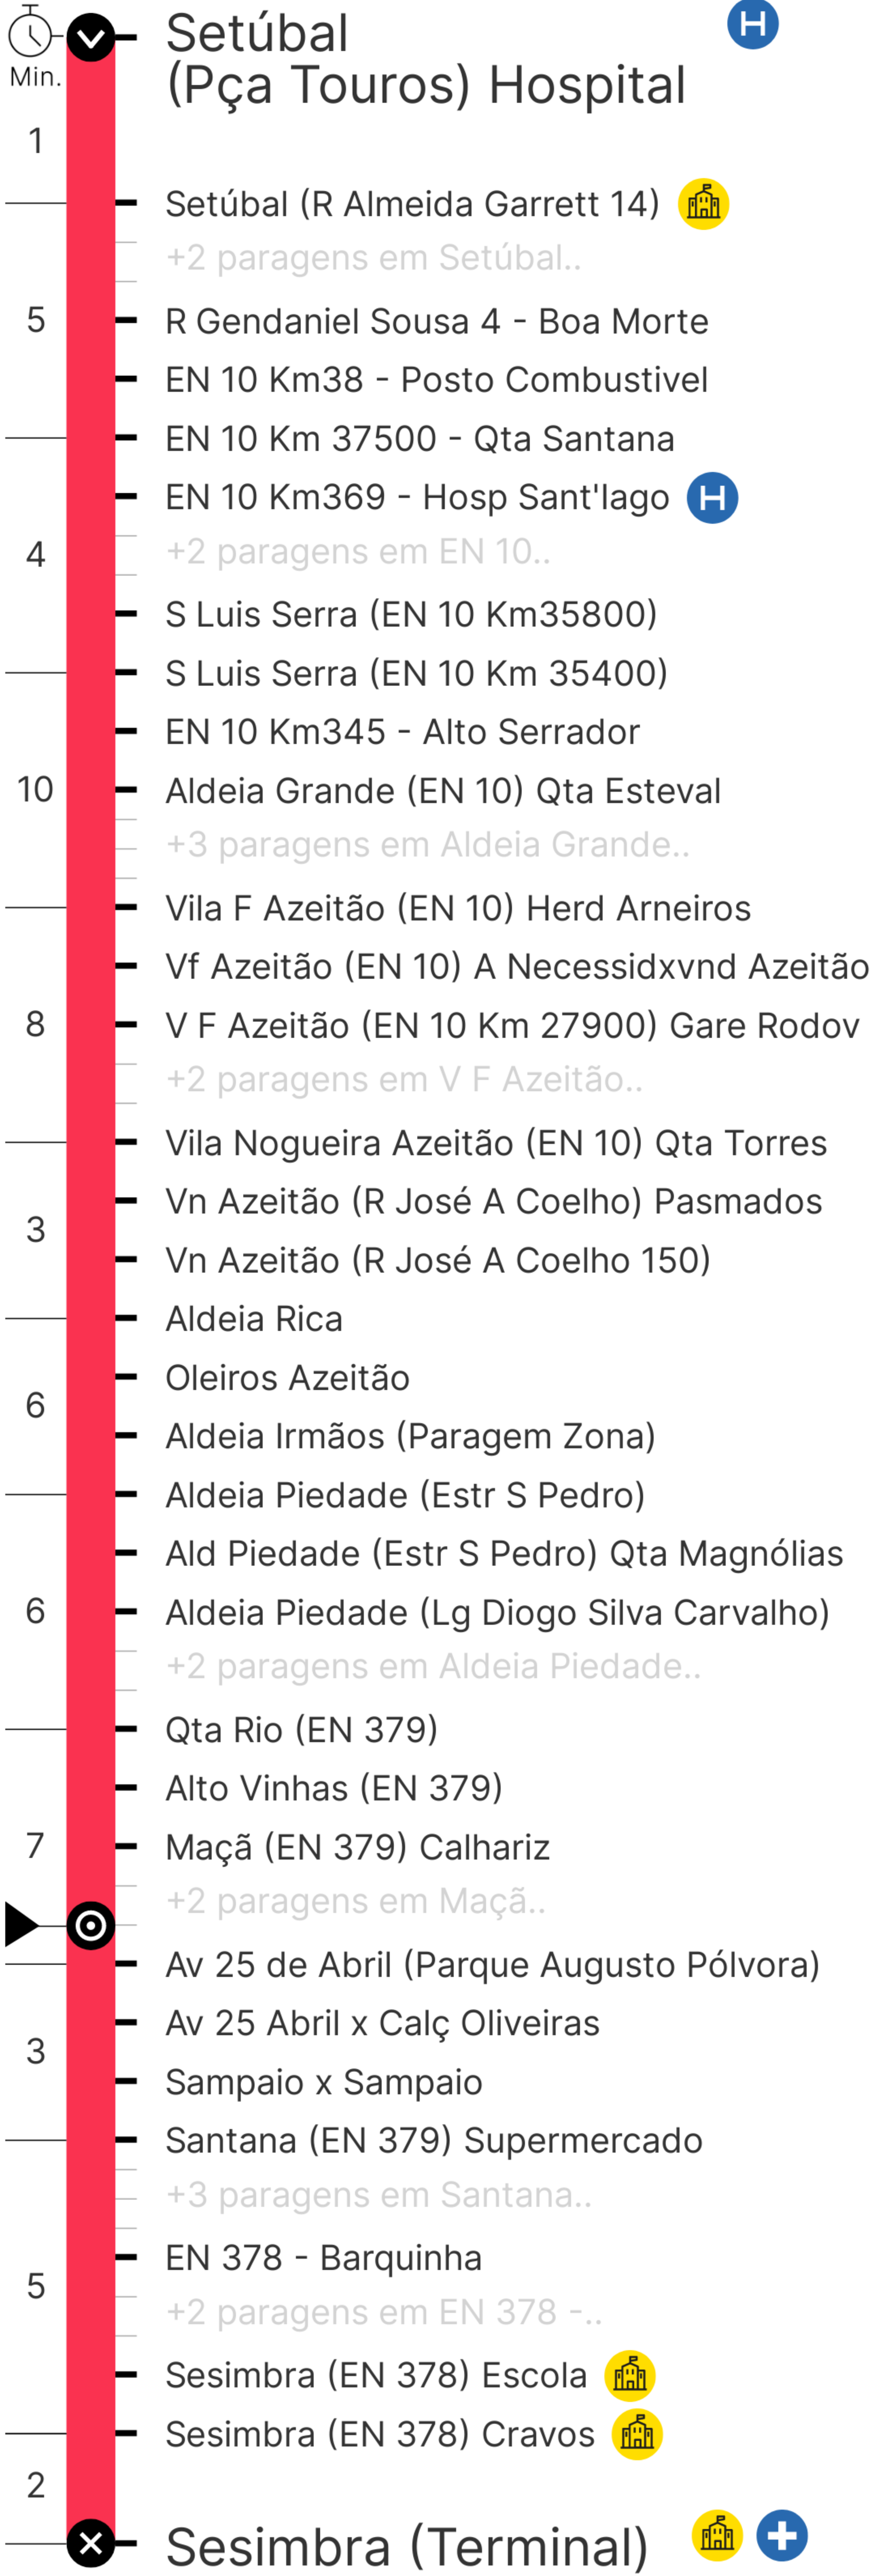 Min.
Setúbal
(Pça Touros) Hospital
H
1
Setúbal (R Almeida Garrett 14)
+2 paragens em Setúbal..
5
R Gendaniel Sousa 4 - Boa Morte
EN 10 Km38 - Posto Combustivel
EN 10 Km 37500 - Qta Santana
EN 10 Km369 - Hosp Sant'Iago
H
+2 paragens em EN 10..
4
S Luis Serra (EN 10 Km35800)
S Luis Serra (EN 10 Km 35400)
EN 10 Km345 - Alto Serrador
10
Aldeia Grande (EN 10) Qta Esteval
+3 paragens em Aldeia Grande..
Vila F Azeitão (EN 10) Herd Arneiros
Vf Azeitão (EN 10) A Necessidxvnd Azeitão
8
V F Azeitão (EN 10 Km 27900) Gare Rodov
+2 paragens em V F Azeitão..
Vila Nogueira Azeitão (EN 10) Qta Torres
Vn Azeitão (R José A Coelho) Pasmados
3
Vn Azeitão (R José A Coelho 150)
Aldeia Rica
Oleiros Azeitão
6
Aldeia Irmãos (Paragem Zona)
Aldeia Piedade (Estr S Pedro)
Ald Piedade (Estr S Pedro) Qta Magnólias
6
Aldeia Piedade (Lg Diogo Silva Carvalho)
+2 paragens em Aldeia Piedade..
Qta Rio (EN 379)
Alto Vinhas (EN 379)
7
Maçã (EN 379) Calhariz
+2 paragens em Maçã..
Av 25 de Abril (Parque Augusto Pólvora)
Av 25 Abril x Calç Oliveiras
3
Sampaio x Sampaio
Santana (EN 379) Supermercado
+3 paragens em Santana..
EN 378 - Barquinha
5
+2 paragens em EN 378 -..
Sesimbra (EN 378) Escola
Sesimbra (EN 378) Cravos
2
Sesimbra (Terminal)